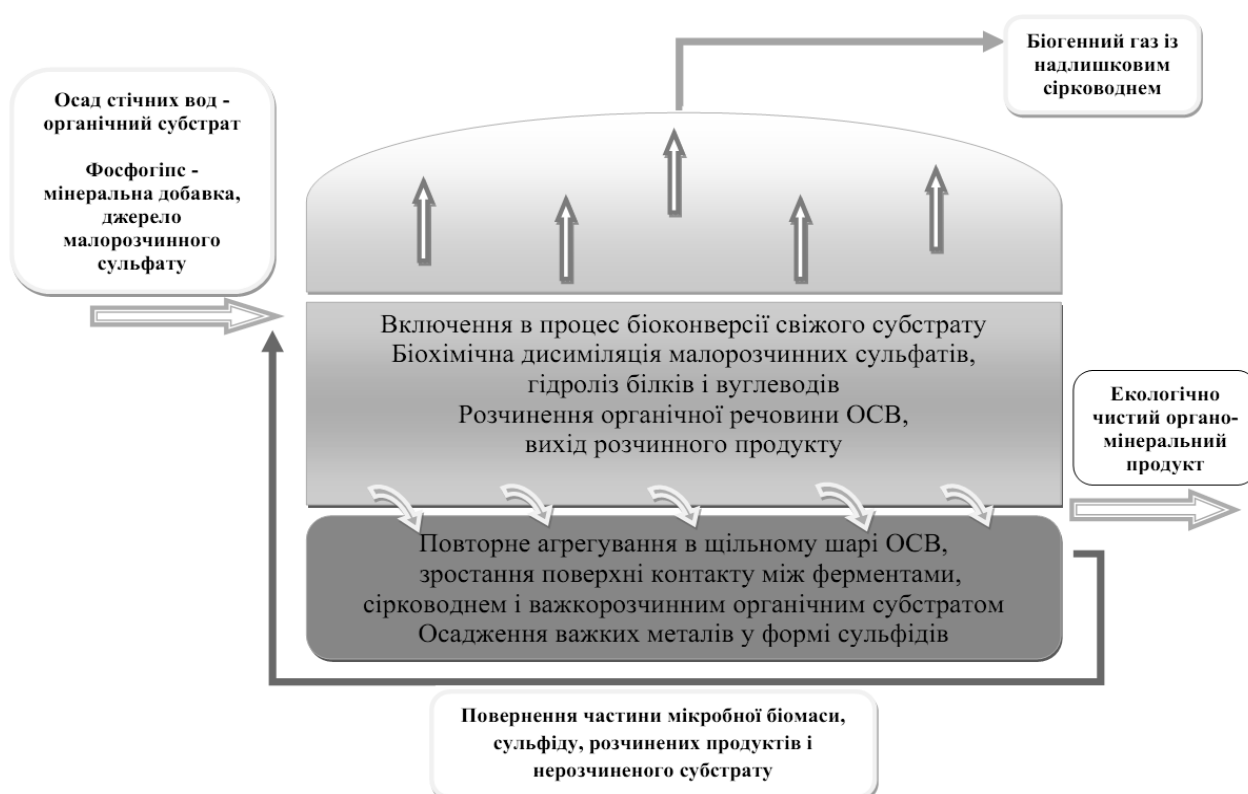 Біогенний газ із
надлишковим
сірководнем
Осад стічних вод -
органічний субстрат
Фосфогіпс -
мінеральна добавка,
джерело
малорозчинного
сульфату
Включення в процес біоконверсії свіжого субстрату
Біохімічна дисиміляція малорозчинних сульфатів,
гідроліз білків і вуглеводів
Розчинення органічної речовини ОСВ,
вихід розчинного продукту
Екологічно
чистий органо-
мінеральний
продукт
Повторне агрегування в щільному шарі ОСВ,
зростання поверхні контакту між ферментами,
сірководнем і важкорозчинним органічним субстратом
Осадження важких металів у формі сульфідів
Повернення частини мікробної біомаси,
сульфіду, розчинених продуктів і
нерозчиненого субстрату